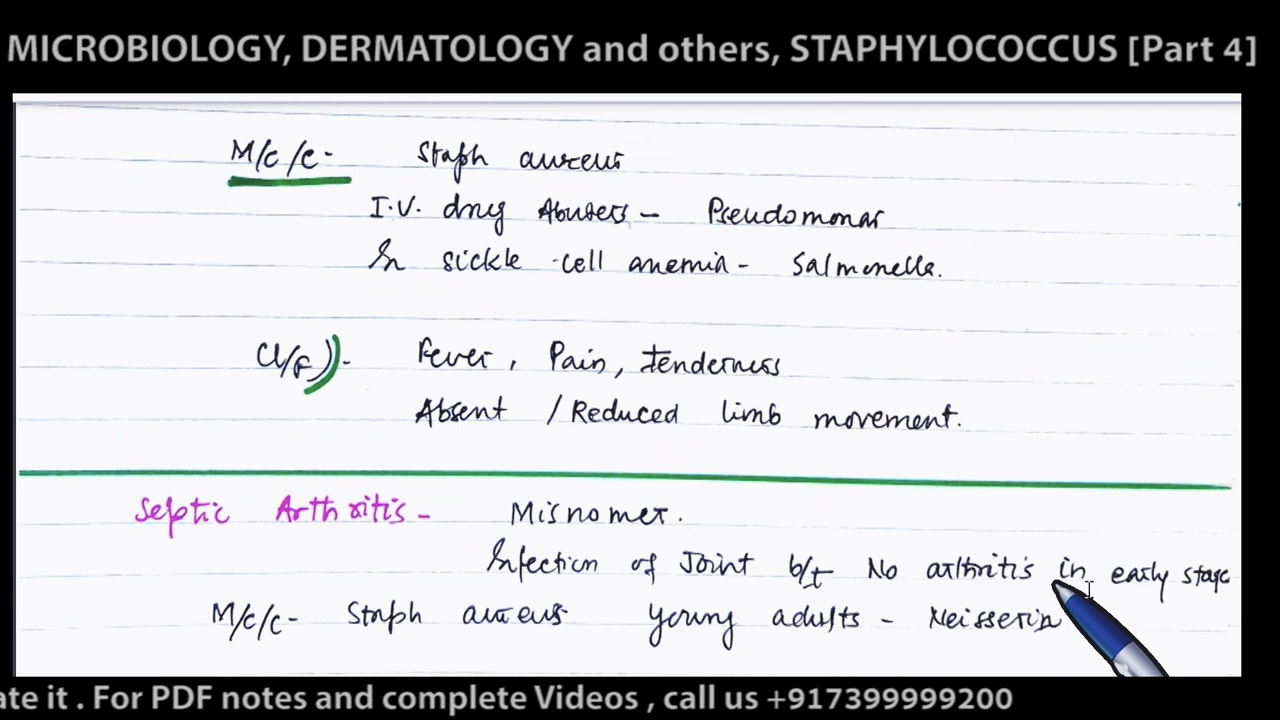 MICROBIOLOGY, DERMATOLOGY and others, STAPHYLOCOCCUS [Part 4]
M/C/C- Staph aureus
I.V. drug Abusers - Pseudomonas
In sickle cell anemia - Salmonella.
Cl/F)- Fever, Pain, Tenderness
Absent / Reduced limb movement.
Septic Arthritis - Misnomer.
Infection of Joint b/t No arthritis in early stage
M/C/C- Staph aureus Young adults - Neisseria
ate it . For PDF notes and complete Videos , call us +917399999200